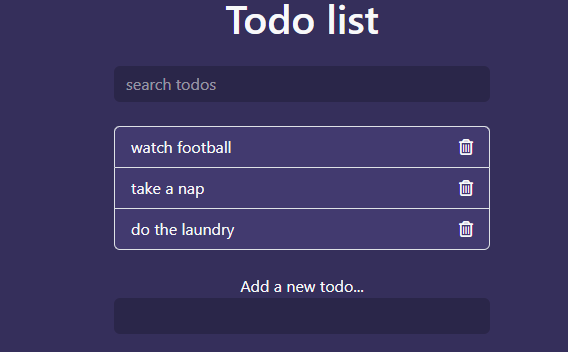 Todo list
search todos
watch football
take a nap
do the laundry
Add a new todo...